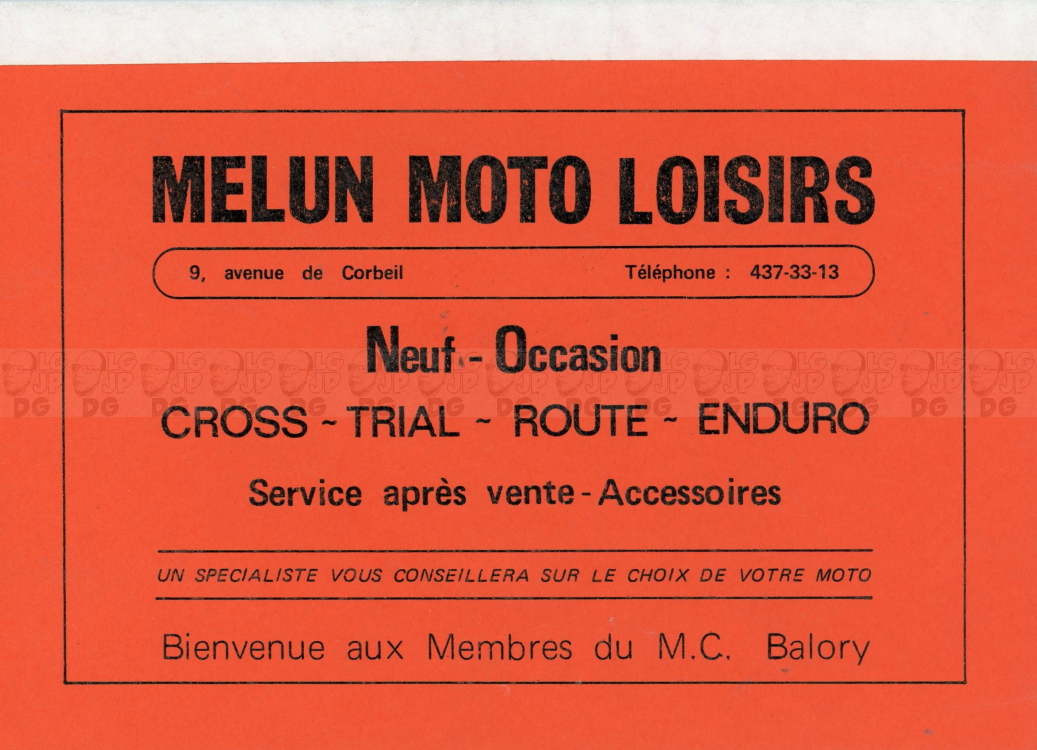 MELUN MOTO LOISIRS
9, avenue de Corbeil Téléphone : 437-33-13
Neuf - Occasion
CROSS ~ TRIAL ~ ROUTE ~ ENDURO
Service après vente - Accessoires
UN SPECIALISTE VOUS CONSEILLERA SUR LE CHOIX DE VOTRE MOTO
Bienvenue aux Membres du M.C. Balory